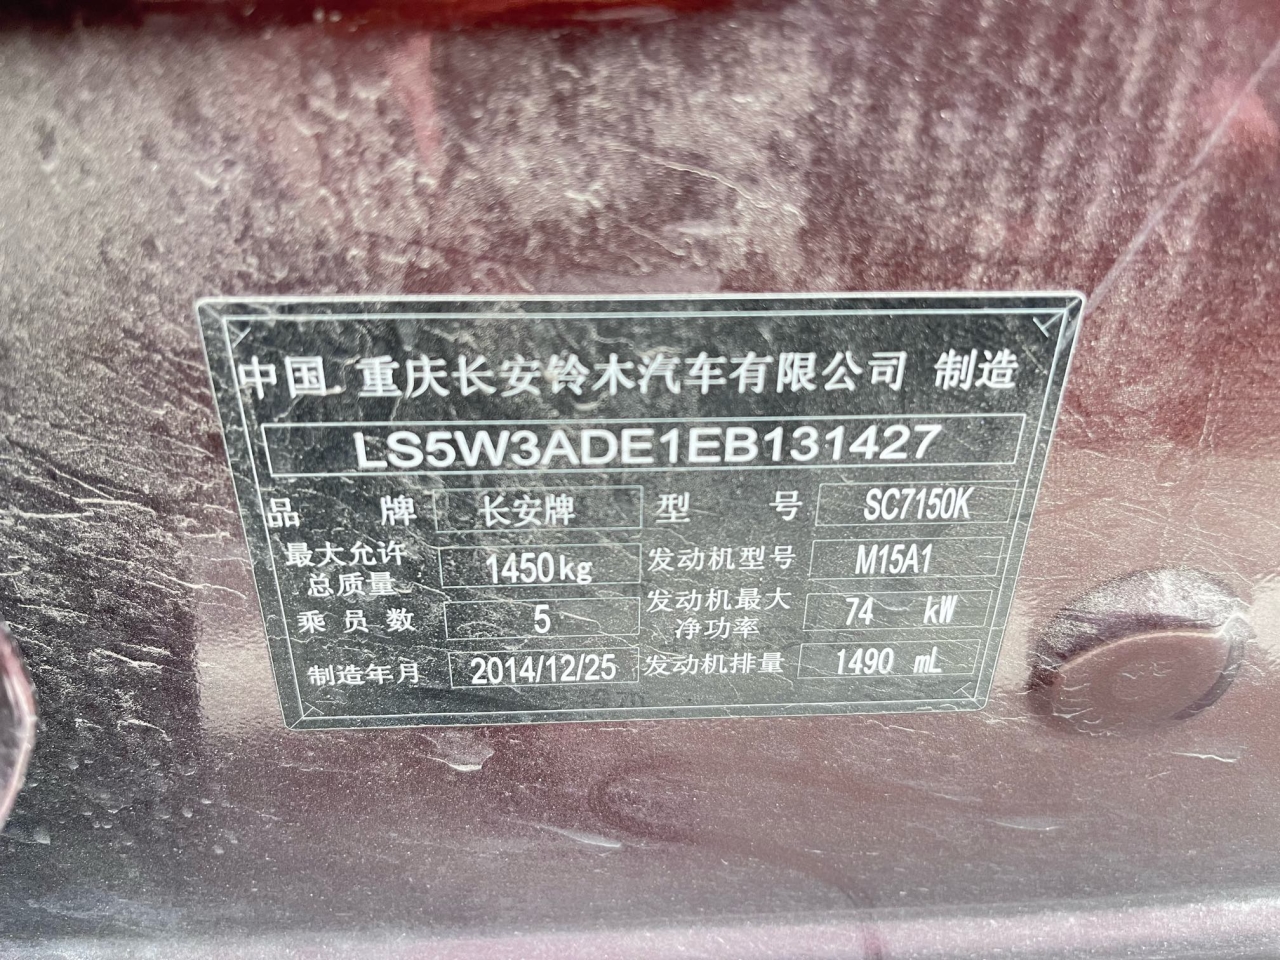 中国 重庆长安铃木汽车有限公司 制造
LS5W3ADE1EB131427
品 牌 长安牌 型 号 SC7150K
最大允许总质量 1450kg 发动机型号 M15A1
乘员数 5 发动机最大净功率 74 kW
制造年月 2014/12/25 发动机排量 1490 mL